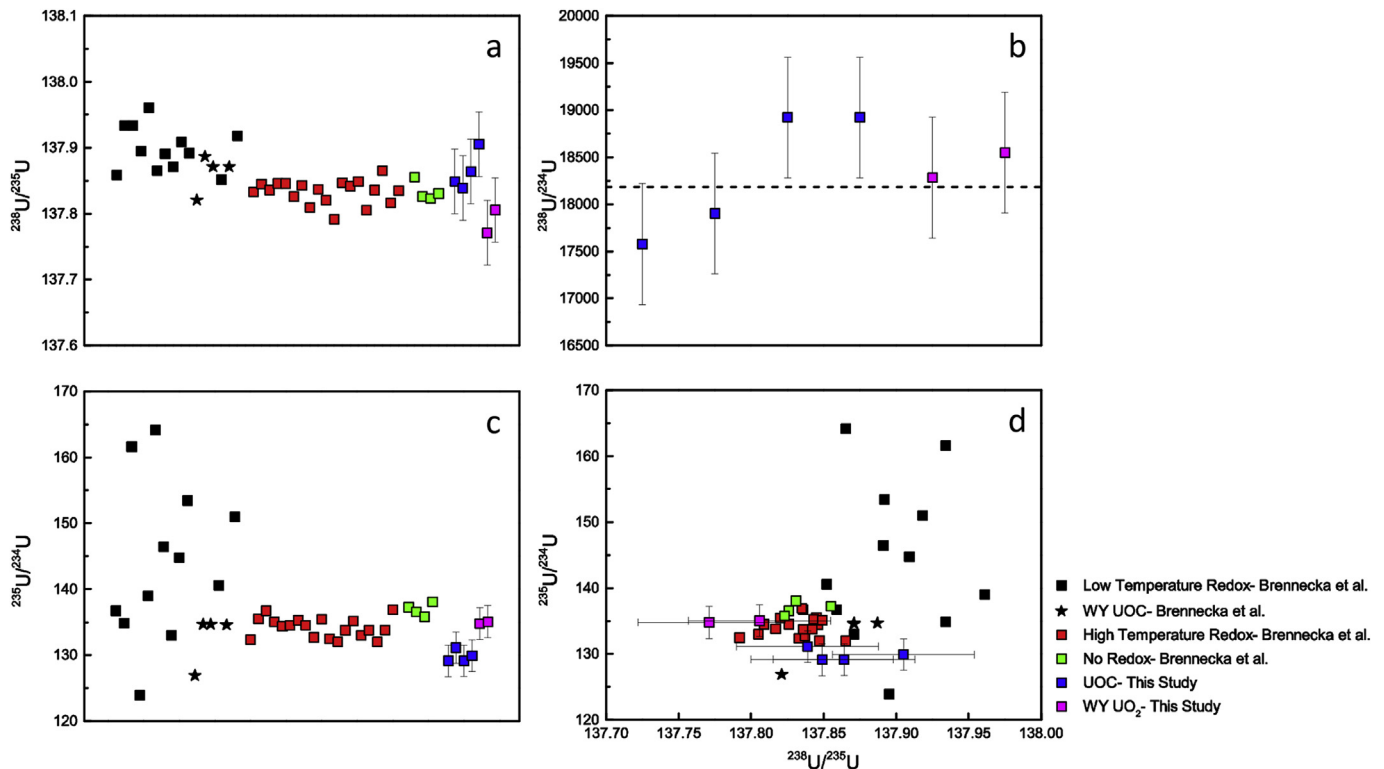 138.1
138.0
137.9
137.8
137.7
137.6
²³⁸U/²³⁵U
a
20000
19500
19000
18500
18000
17500
17000
16500
²³⁸U/²³⁴U
b
170
160
150
140
130
120
²³⁵U/²³⁴U
c
170
160
150
140
130
120
²³⁵U/²³⁴U
d
137.70 137.75 137.80 137.85 137.90 137.95 138.00
²³⁸U/²³⁵U
Low Temperature Redox- Brennecka et al.
WY UOC- Brennecka et al.
High Temperature Redox- Brennecka et al.
No Redox- Brennecka et al.
UOC- This Study
WY UO₂- This Study